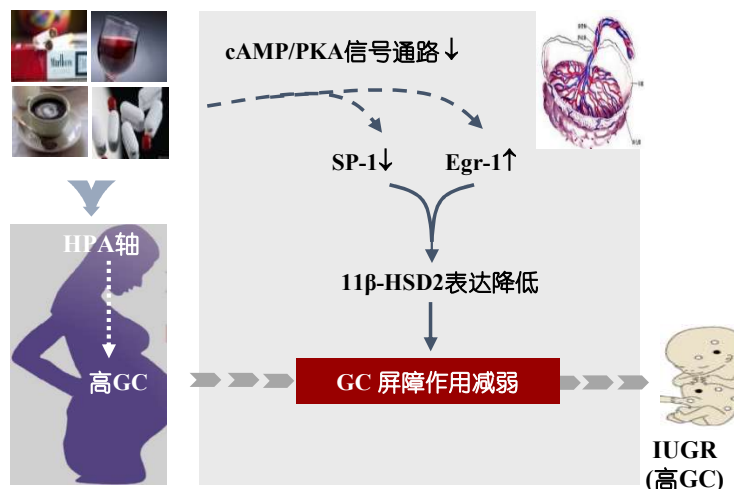 cAMP/PKA信号通路↓
SP-1↓
Egr-1↑
HPA轴
11β-HSD2表达降低
高GC
GC 屏障作用减弱
IUGR
(高GC)